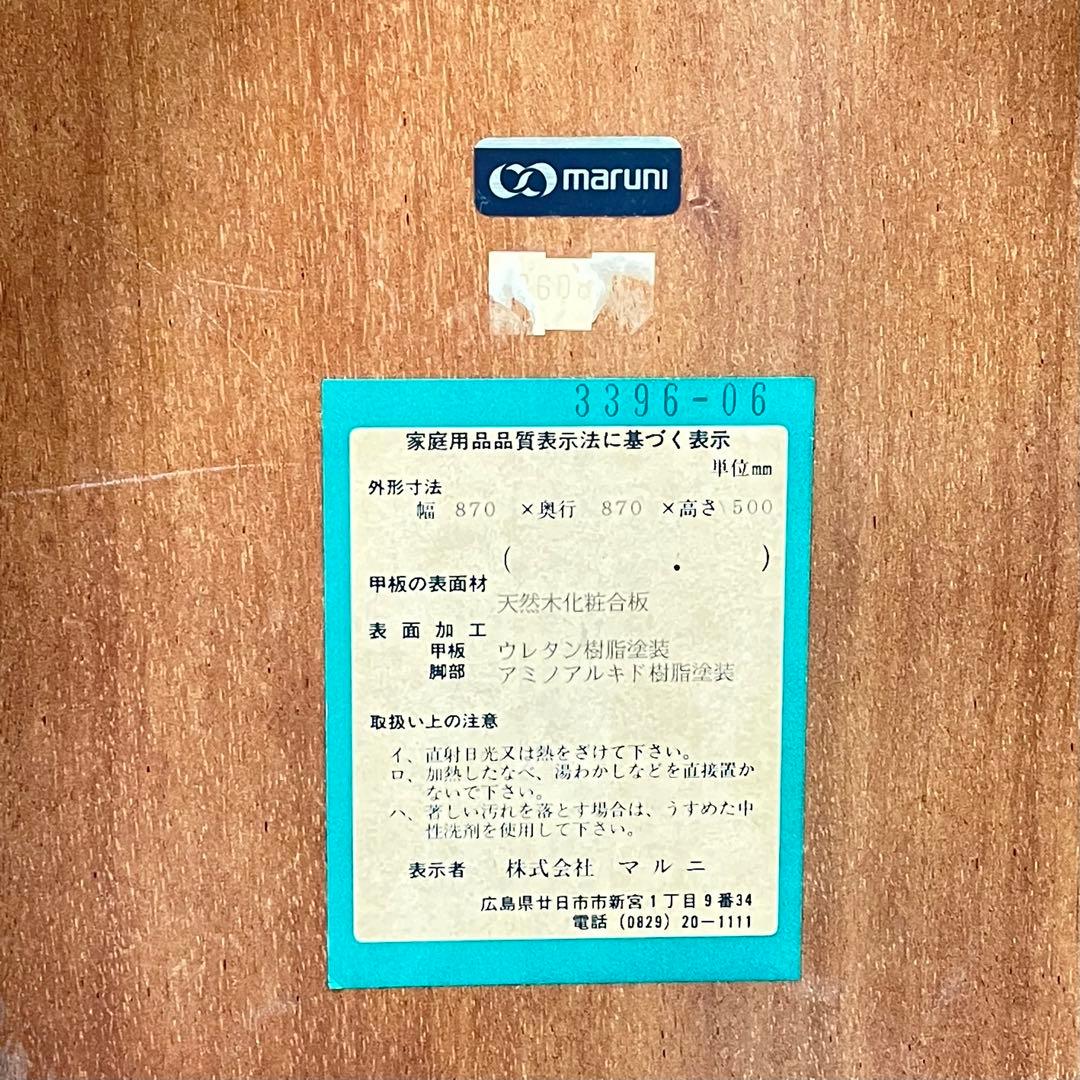 maruni
3396-06
家庭用品品質表示法に基づく表示
単位mm
外形寸法
幅 870 ×奥行 870 ×高さ 500
( . )
甲板の表面材
天然木化粧合板
表面加工
甲板 ウレタン樹脂塗装
脚部 アミノアルキド樹脂塗装
取扱い上の注意
イ、直射日光又は熱をさけて下さい。
ロ、加熱したなべ、湯わかしなどを直接置か
ないで下さい。
ハ、著しい汚れを落とす場合は、うすめた中
性洗剤を使用して下さい。
表示者 株式会社 マルニ
広島県廿日市市新宮1丁目9番34
電話 (0829) 20-1111